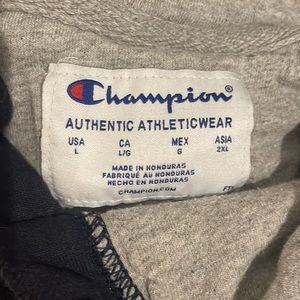 Champion®
AUTHENTIC ATHLETICWEAR
USA CA MEX ASIA
L L/G G 2XL
MADE IN HONDURAS
FABRIQUÉ AU HONDURAS
HECHO EN HONDURAS
CHAMPION.COM